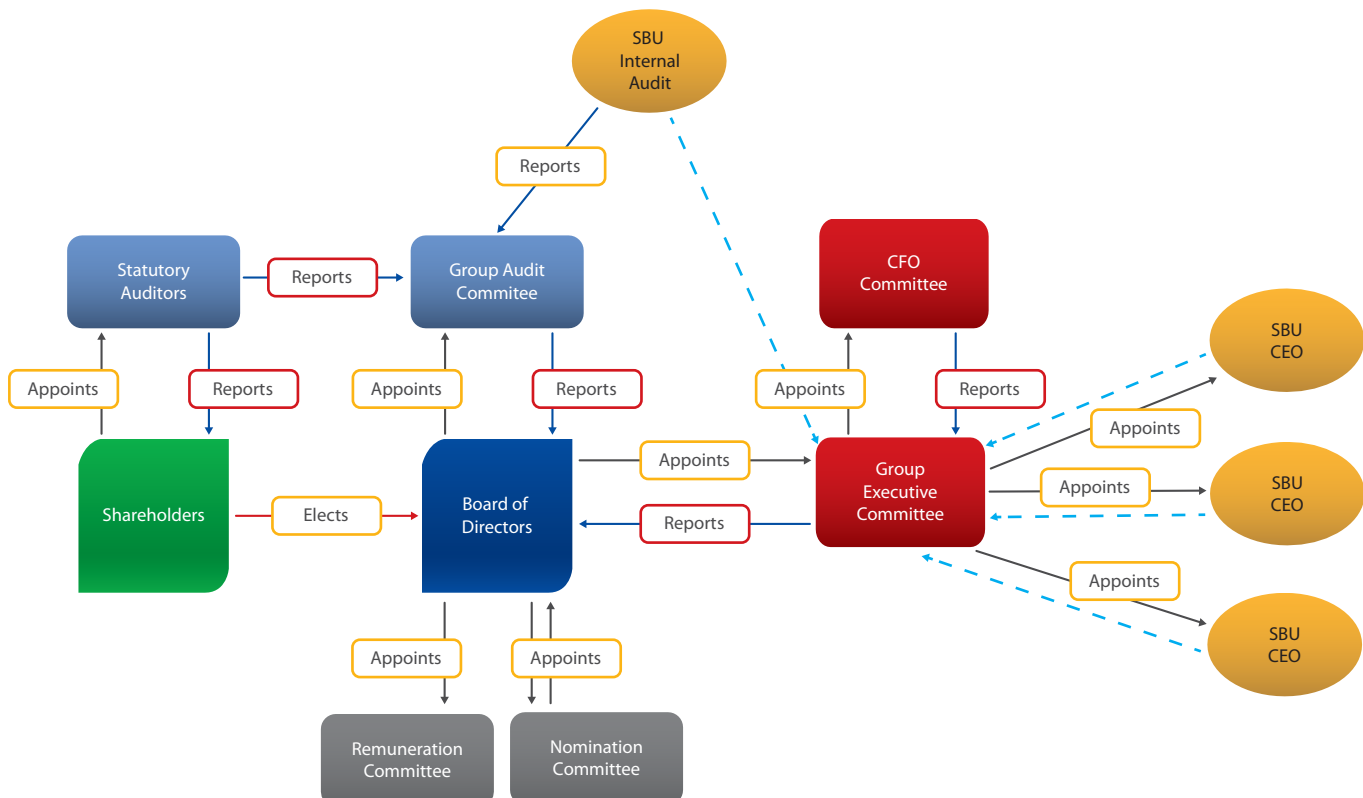 SBU
Internal
Audit
Reports
Statutory
Auditors
Reports
Group Audit
Commitee
CFO
Committee
SBU
CEO
Appoints
Reports
Appoints
Reports
Appoints
Reports
Appoints
Shareholders
Elects
Board of
Directors
Appoints
Reports
Group
Executive
Committee
Appoints
SBU
CEO
Appoints
SBU
CEO
Appoints
Appoints
Remuneration
Committee
Nomination
Committee